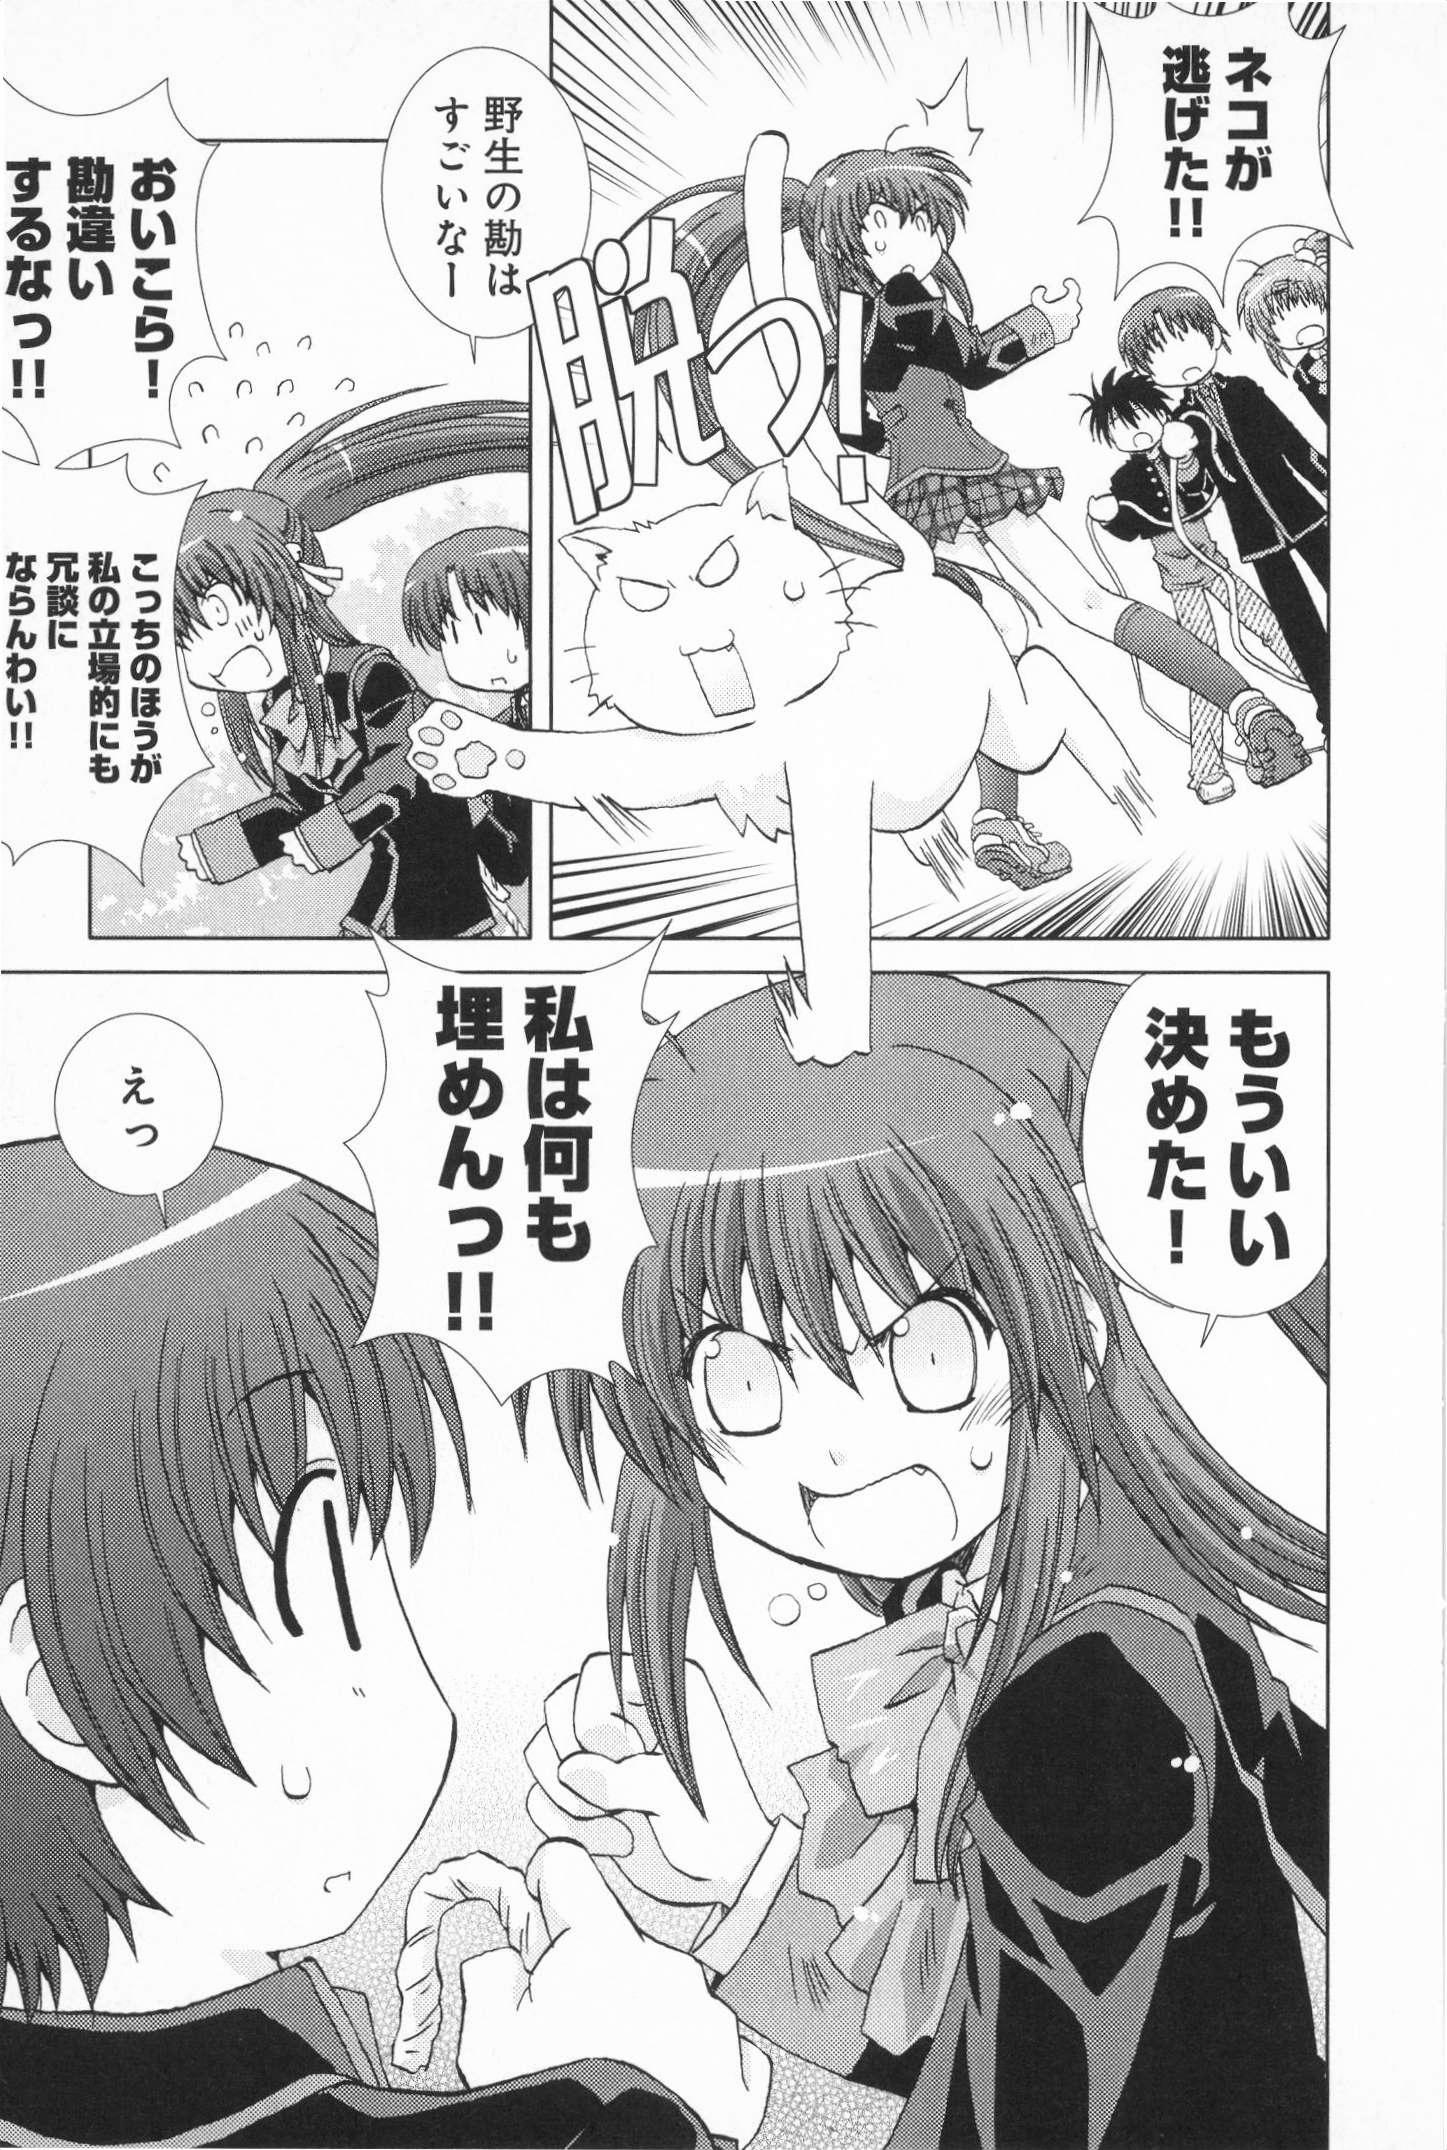 ネコが
逃げた!!
脱っ!
野生の勘は
すごいなー
おいこら!
勘違い
するなっ!!
こっちのほうが
私の立場的にも
冗談に
ならんわい!!
もういい
決めた!
私は何も
埋めんっ!!
えっ